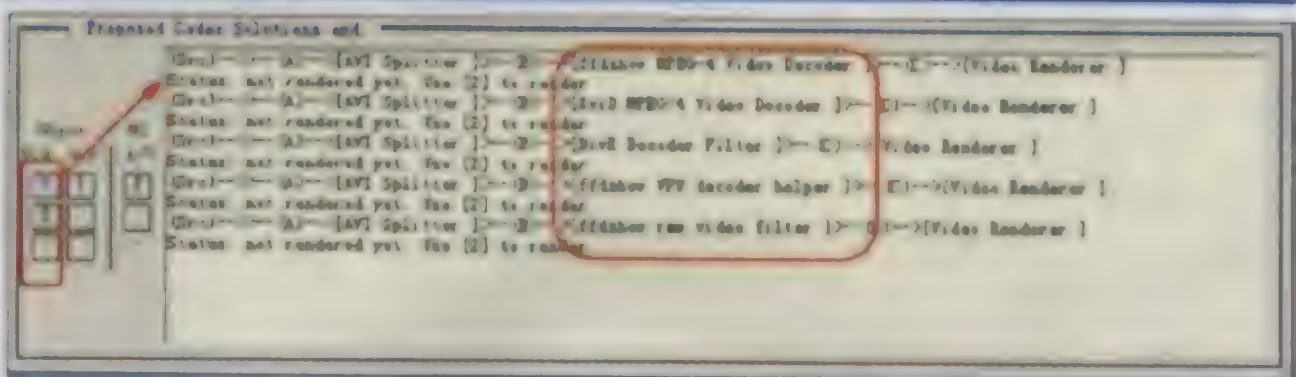 Proposed Codec Solutions and
(Src)-- -- A)-- [AVI Splitter ]>-- B [ffdshow MPEG-4 Video Decoder ]>-- -->[Video Renderer ]
Status not rendered yet. Use [2] to render
(Src)-- -- A)-- [AVI Splitter ]>-- B [XviD MPEG-4 Video Decoder ]>-- -->[Video Renderer ]
Status not rendered yet. Use [2] to render
(Src)-- -- A)-- [AVI Splitter ]>-- B [DivX Decoder Filter ]>-- -->[Video Renderer ]
Status not rendered yet. Use [2] to render
(Src)-- -- A)-- [AVI Splitter ]>-- B [ffdshow VFW decoder helper ]>-- -->[Video Renderer ]
Status not rendered yet. Use [2] to render
(Src)-- -- A)-- [AVI Splitter ]>-- B [ffdshow raw video filter ]>-- -->[Video Renderer ]
Status not rendered yet. Use [2] to render